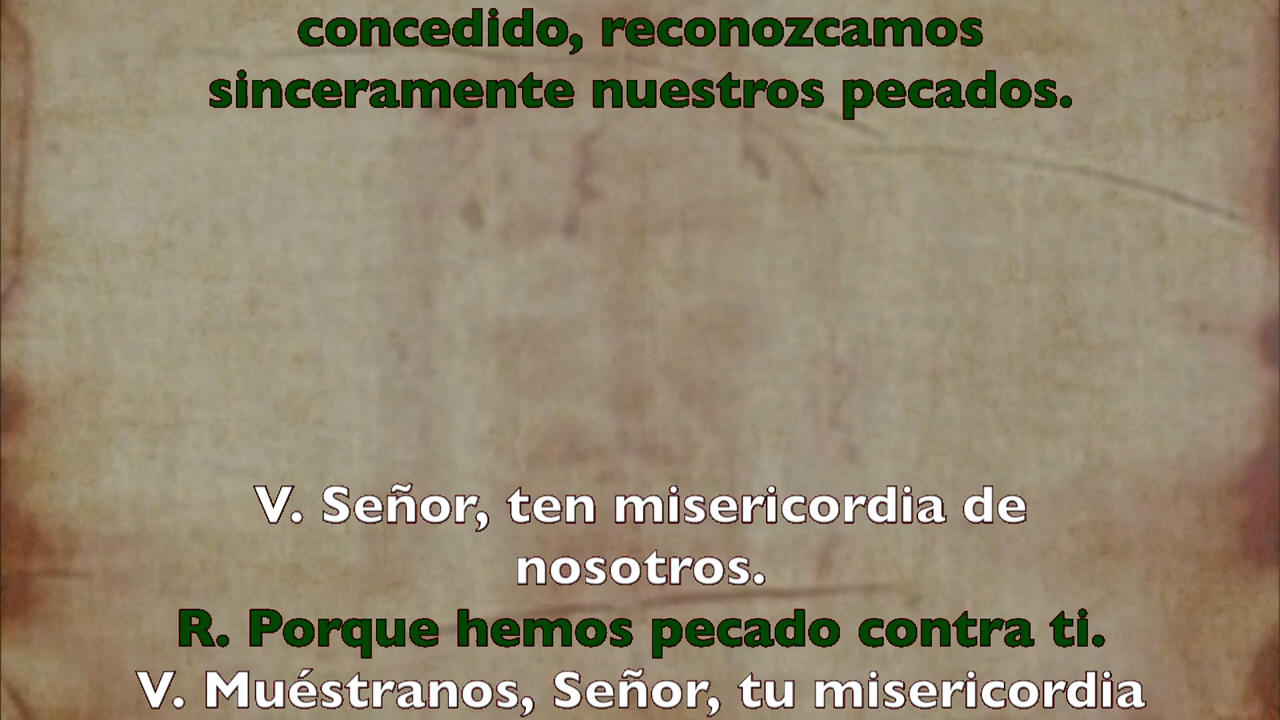 concedido, reconozcamos
sinceramente nuestros pecados.
V. Señor, ten misericordia de
nosotros.
R. Porque hemos pecado contra ti.
V. Muéstranos, Señor, tu misericordia